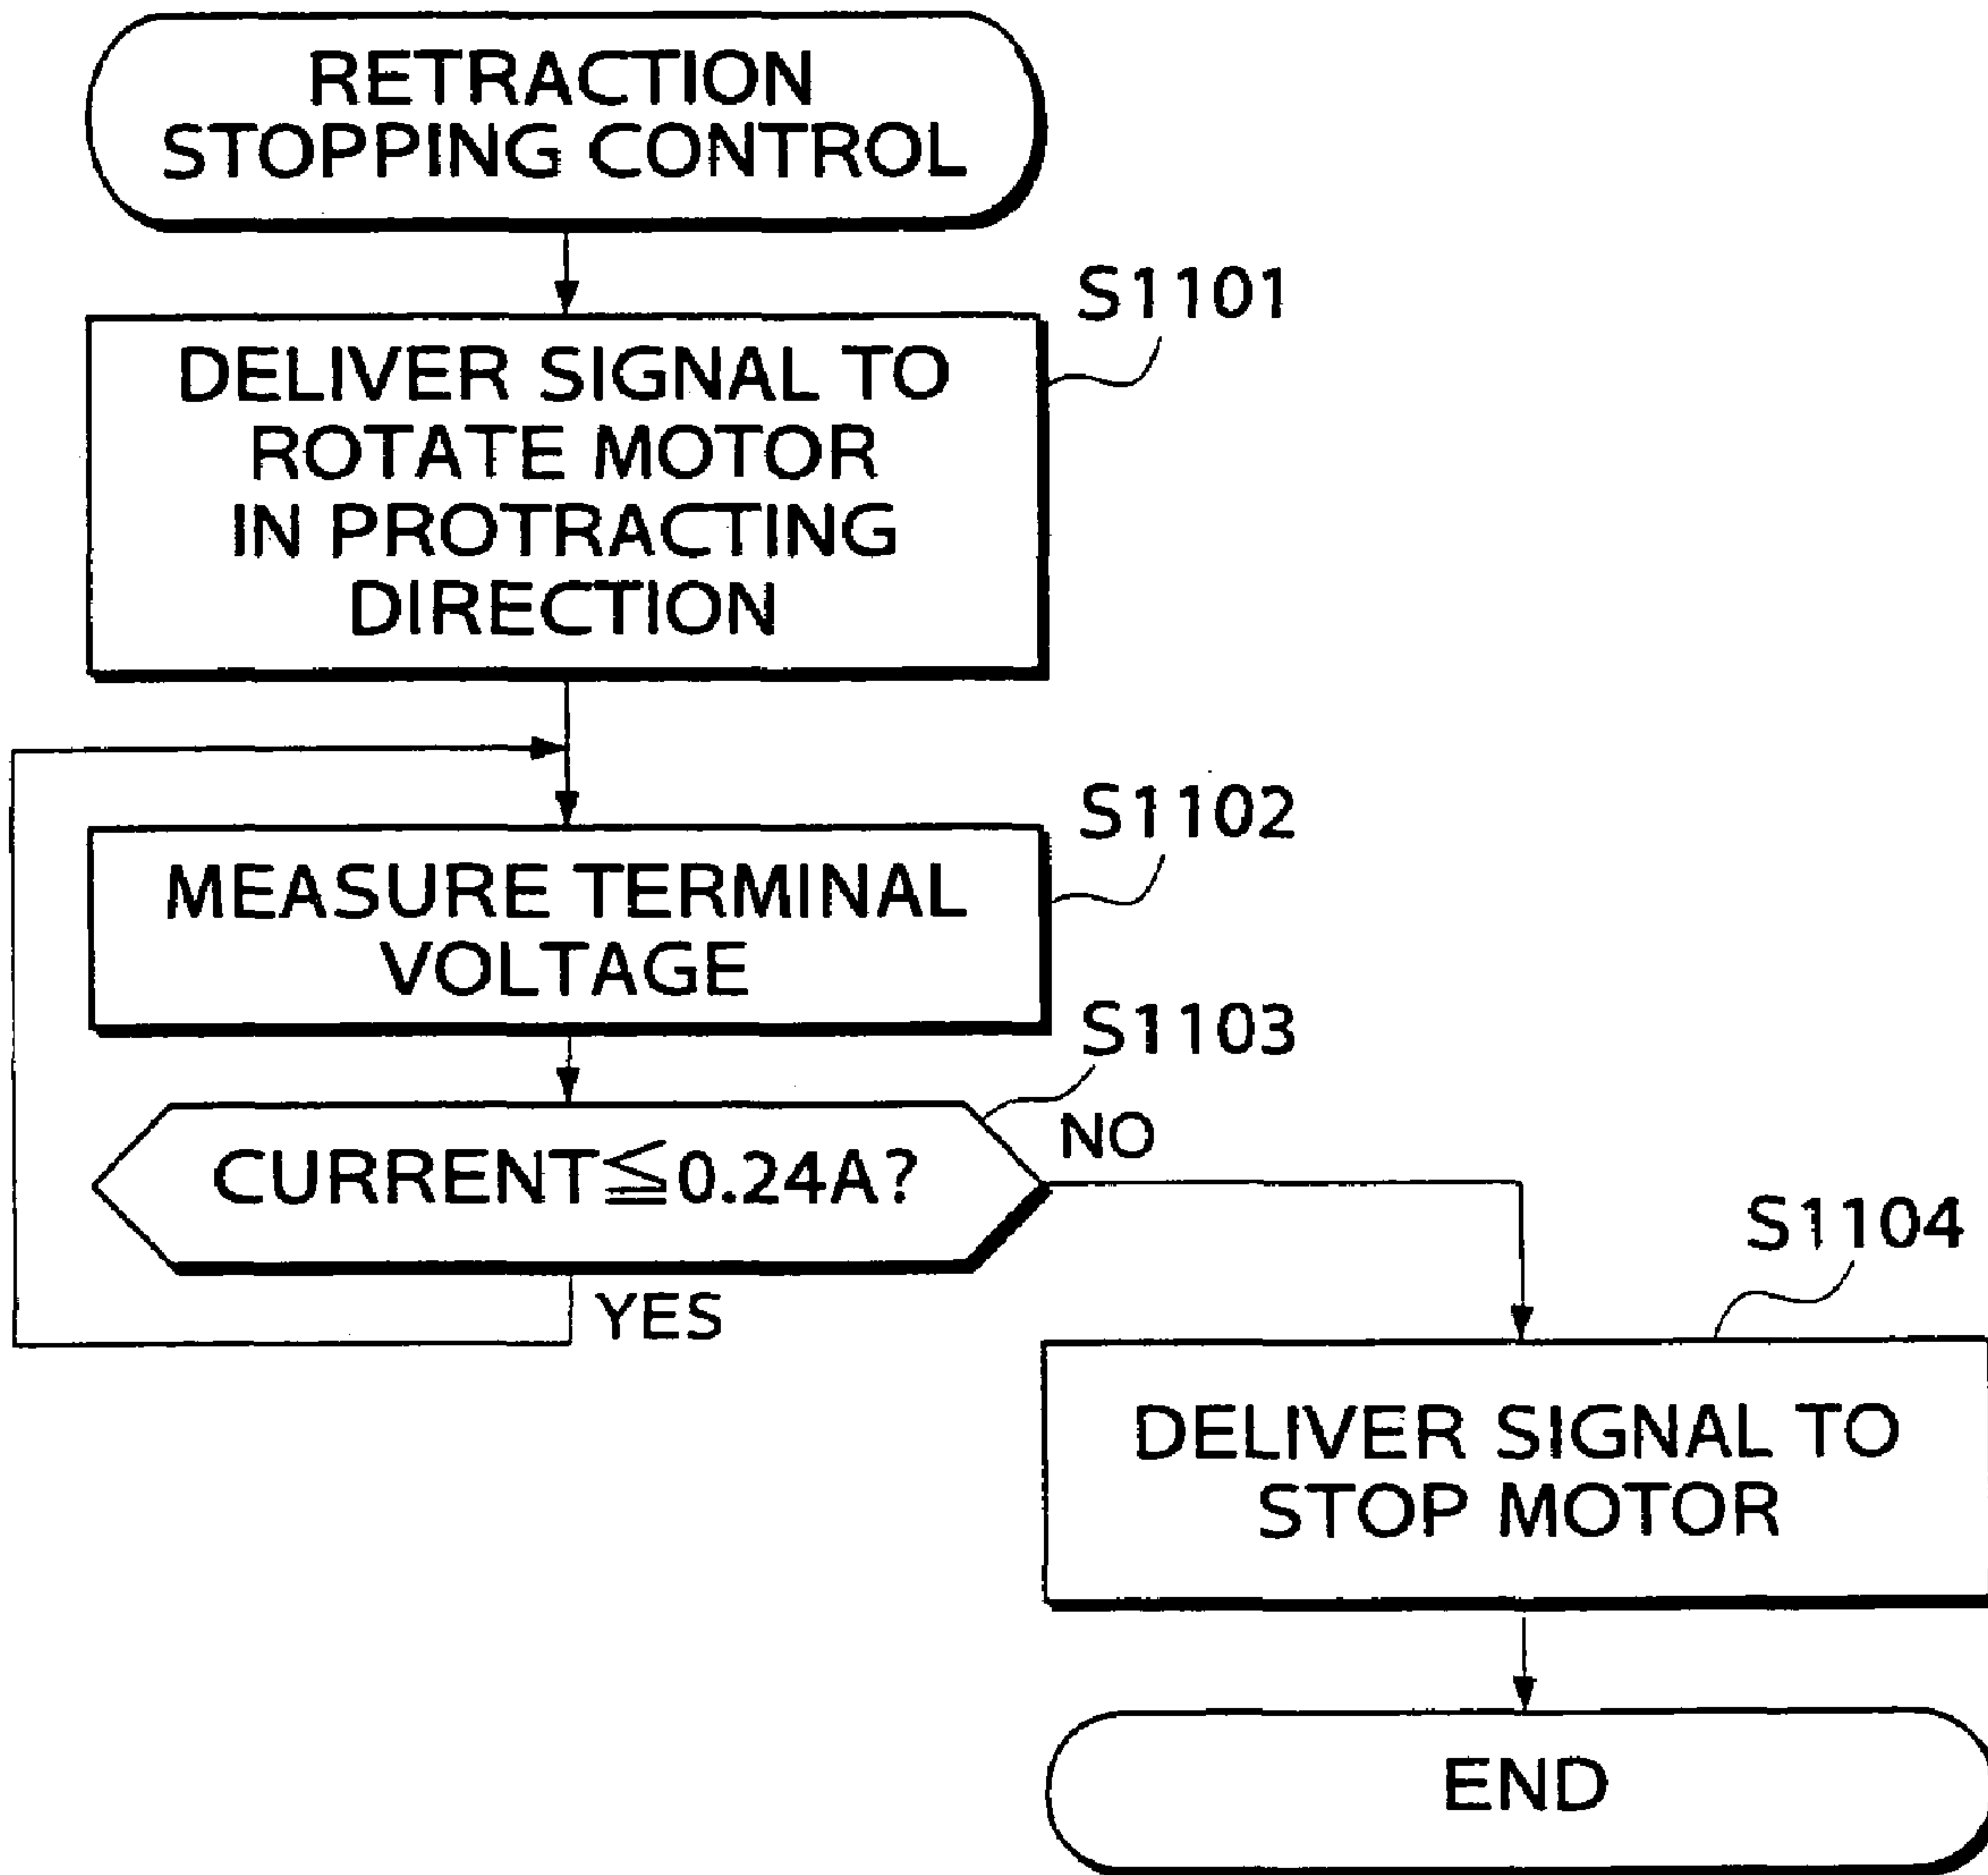 RETRACTION
STOPPING CONTROL
S1101
DELIVER SIGNAL TO
ROTATE MOTOR
IN PROTRACTING
DIRECTION
S1102
MEASURE TERMINAL
VOLTAGE
S1103
CURRENT≦0.24A?
NO
YES
S1104
DELIVER SIGNAL TO
STOP MOTOR
END